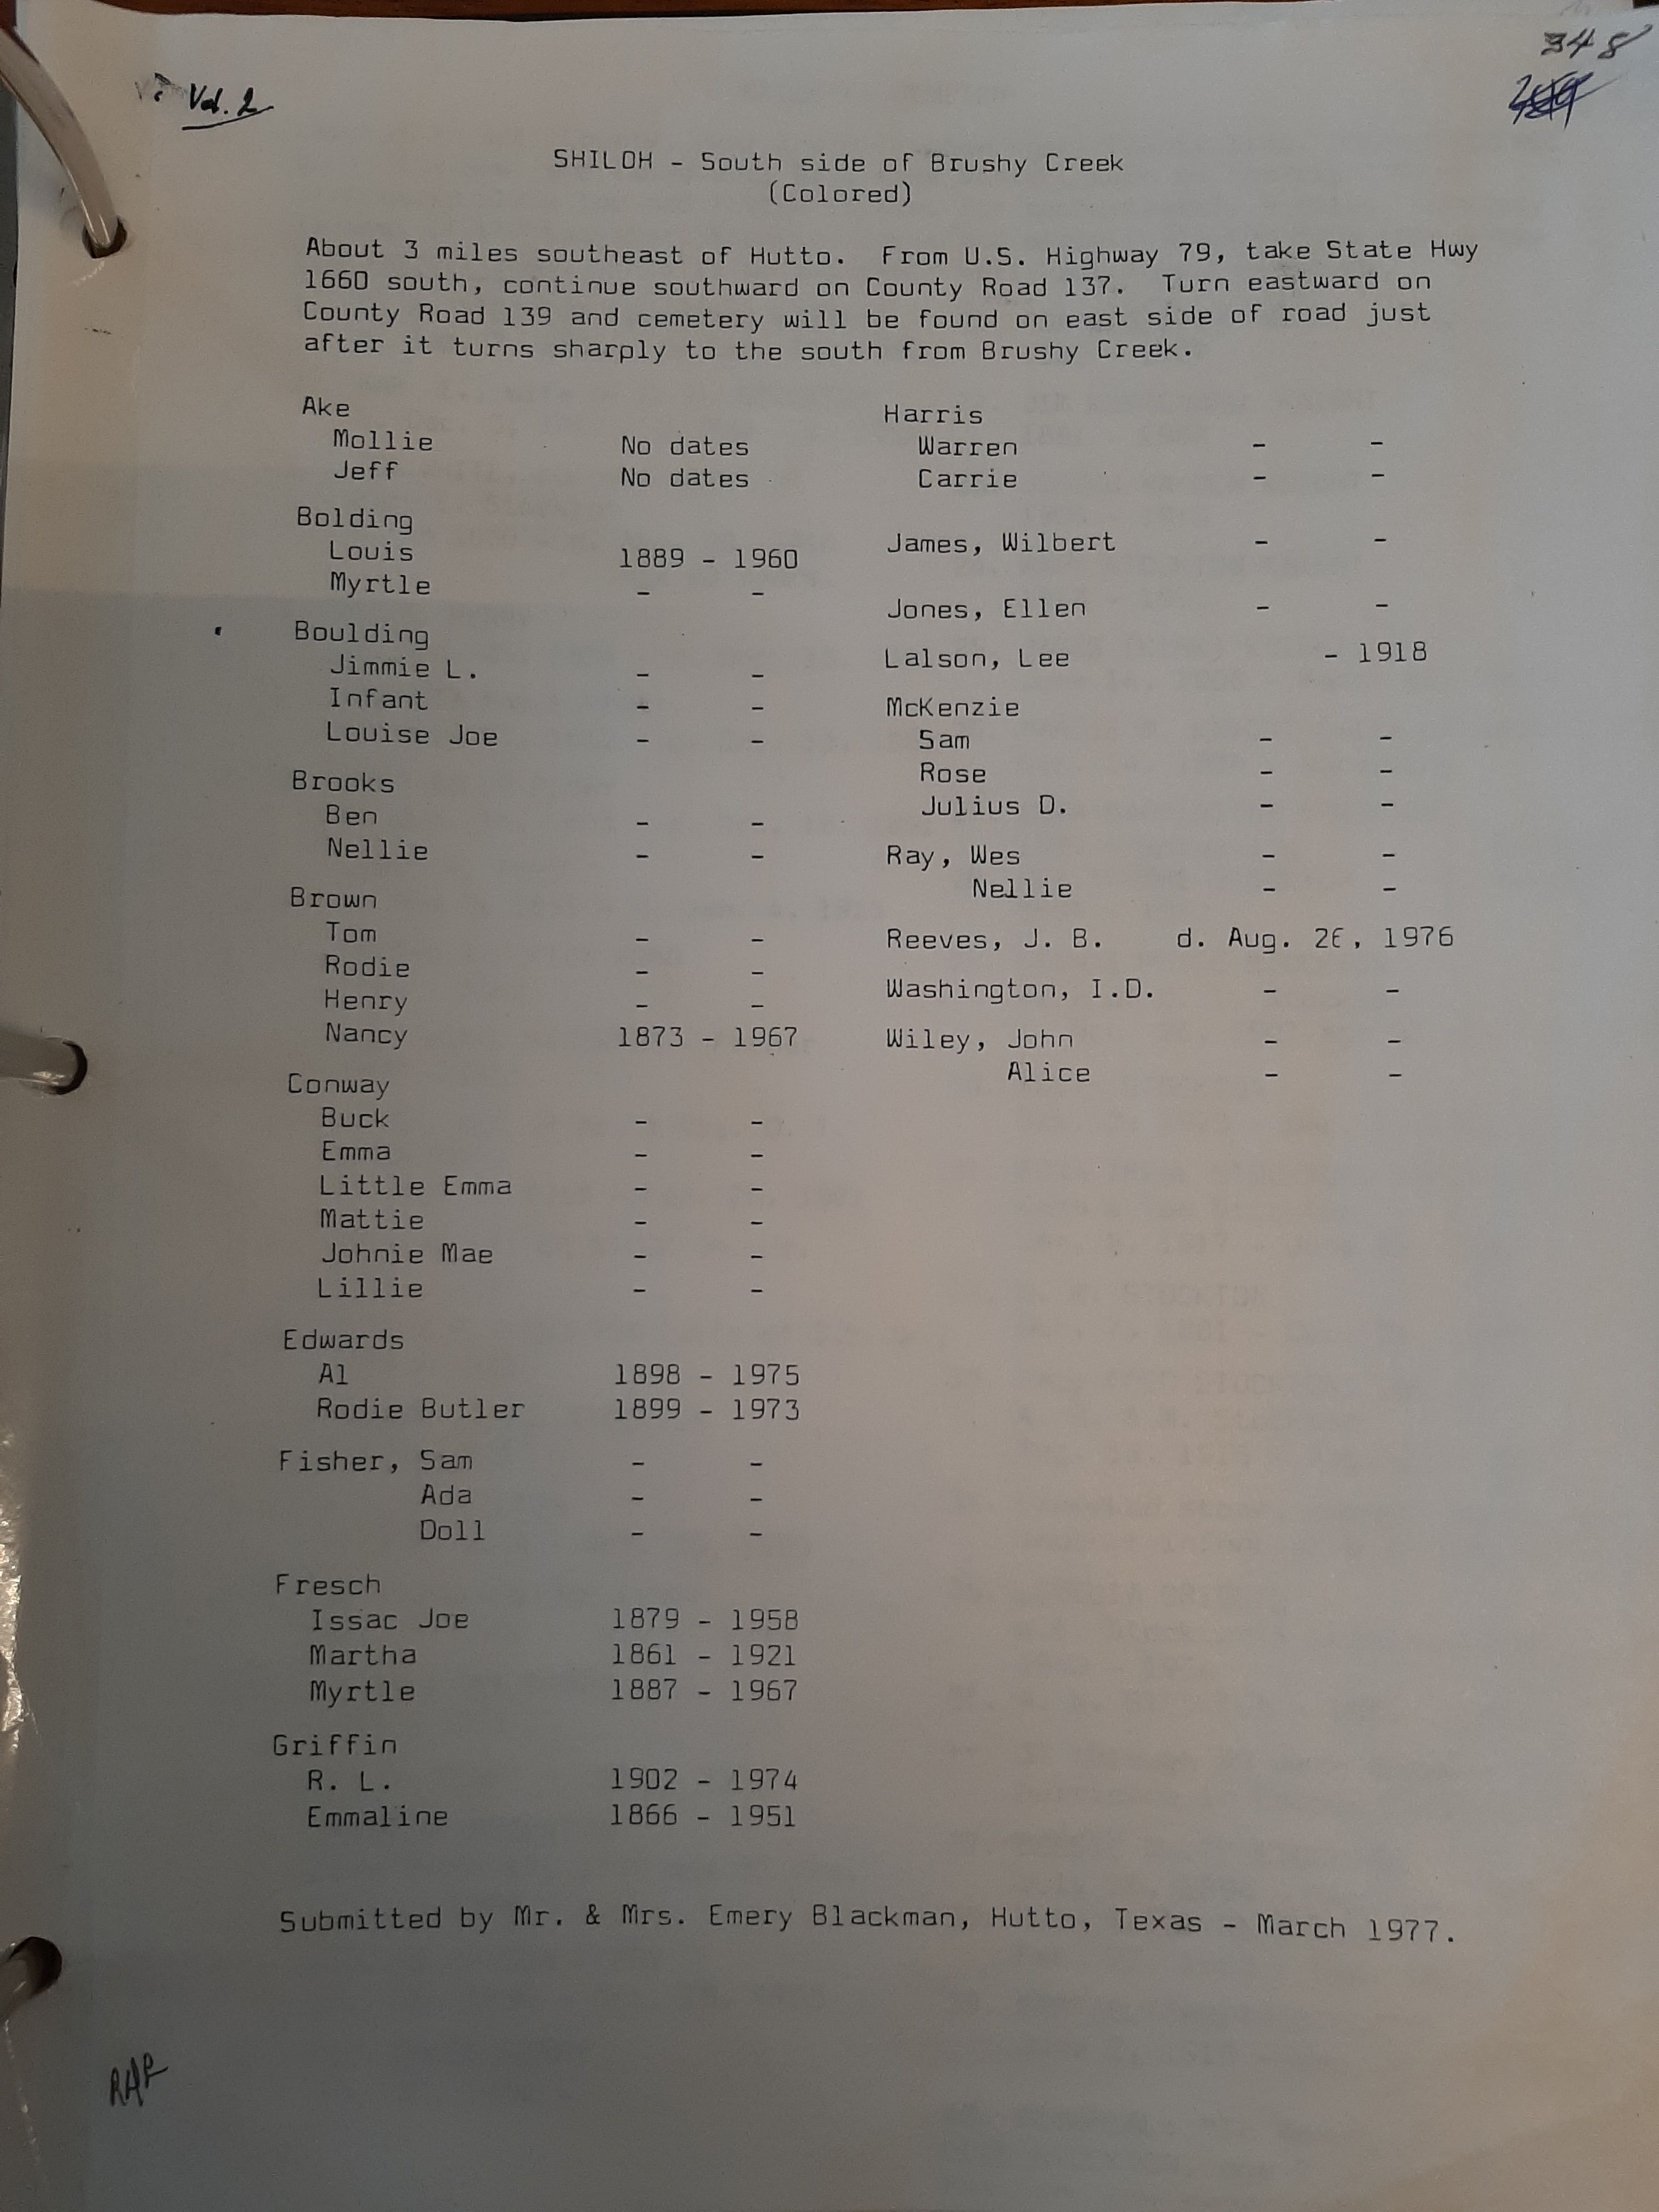 Vol. 2
348
SHILOH - South side of Brushy Creek
(Colored)
About 3 miles southeast of Hutto. From U.S. Highway 79, take State Hwy
1660 south, continue southward on County Road 137. Turn eastward on
County Road 139 and cemetery will be found on east side of road just
after it turns sharply to the south from Brushy Creek.
Ake
Mollie No dates
Jeff No dates
Bolding
Louis 1889 - 1960
Myrtle - -
Boulding
Jimmie L. - -
Infant - -
Louise Joe - -
Brooks
Ben - -
Nellie - -
Brown
Tom - -
Rodie - -
Henry - -
Nancy 1873 - 1967
Conway
Buck - -
Emma - -
Little Emma - -
Mattie - -
Johnie Mae - -
Lillie - -
Edwards
Al 1898 - 1975
Rodie Butler 1899 - 1973
Fisher, Sam - -
Ada - -
Doll - -
Fresch
Issac Joe 1879 - 1958
Martha 1861 - 1921
Myrtle 1887 - 1967
Griffin
R. L. 1902 - 1974
Emmaline 1866 - 1951
Harris
Warren - -
Carrie - -
James, Wilbert - -
Jones, Ellen - -
Lalson, Lee - 1918
McKenzie
Sam - -
Rose - -
Julius D. - -
Ray, Wes - -
Nellie - -
Reeves, J. B. d. Aug. 26, 1976
Washington, I.D. - -
Wiley, John - -
Alice - -
Submitted by Mr. & Mrs. Emery Blackman, Hutto, Texas - March 1977.